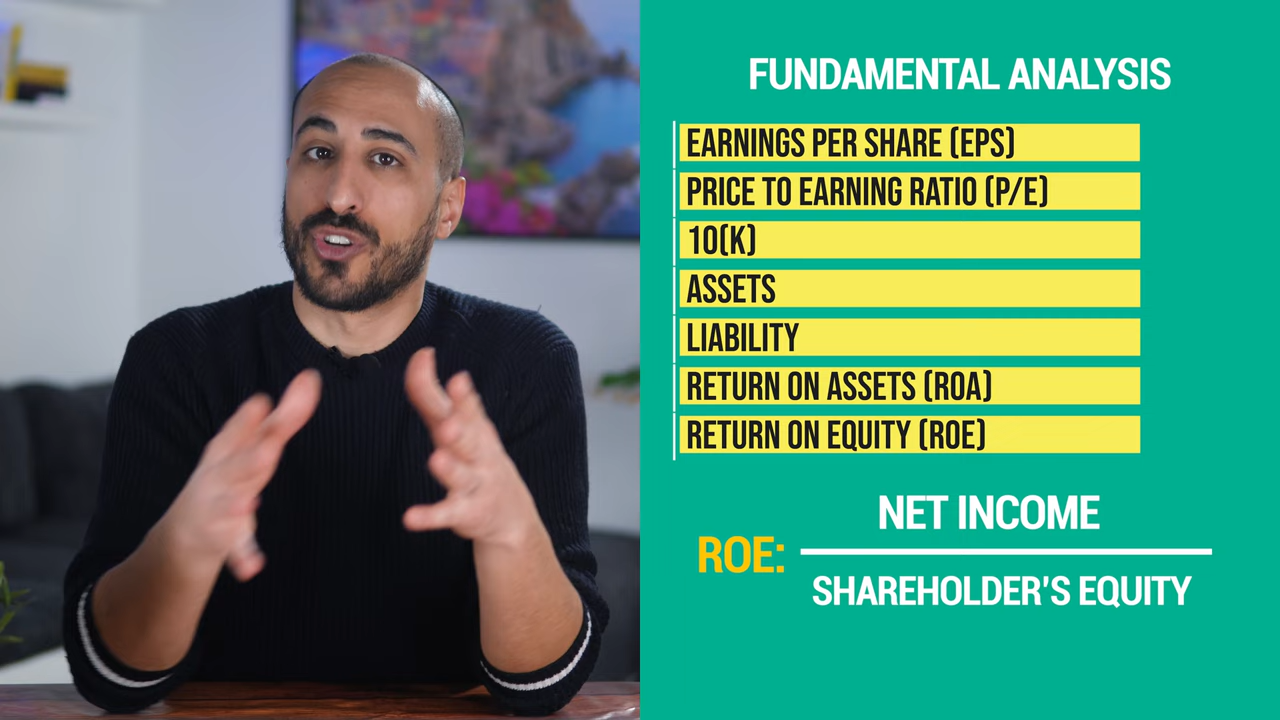 FUNDAMENTAL ANALYSIS
EARNINGS PER SHARE (EPS)
PRICE TO EARNING RATIO (P/E)
10(K)
ASSETS
LIABILITY
RETURN ON ASSETS (ROA)
RETURN ON EQUITY (ROE)
NET INCOME
ROE:
SHAREHOLDER'S EQUITY